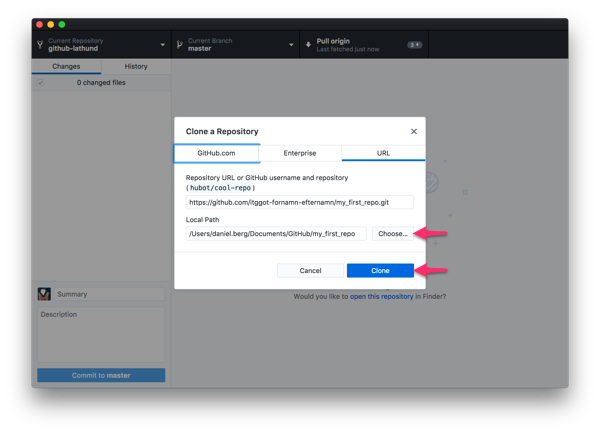 Current Repository
github-lathund
Current Branch
master
Pull origin
Last fetched just now
3
Changes
History
0 changed files
Clone a Repository
GitHub.com
Enterprise
URL
Repository URL or GitHub username and repository
(hubot/cool-repo)
https://github.com/itggot-fornamn-efternamn/my_first_repo.git
Local Path
/Users/daniel.berg/Documents/GitHub/my_first_repo
Choose...
Cancel
Clone
Would you like to open this repository in Finder?
Summary
Description
Commit to master